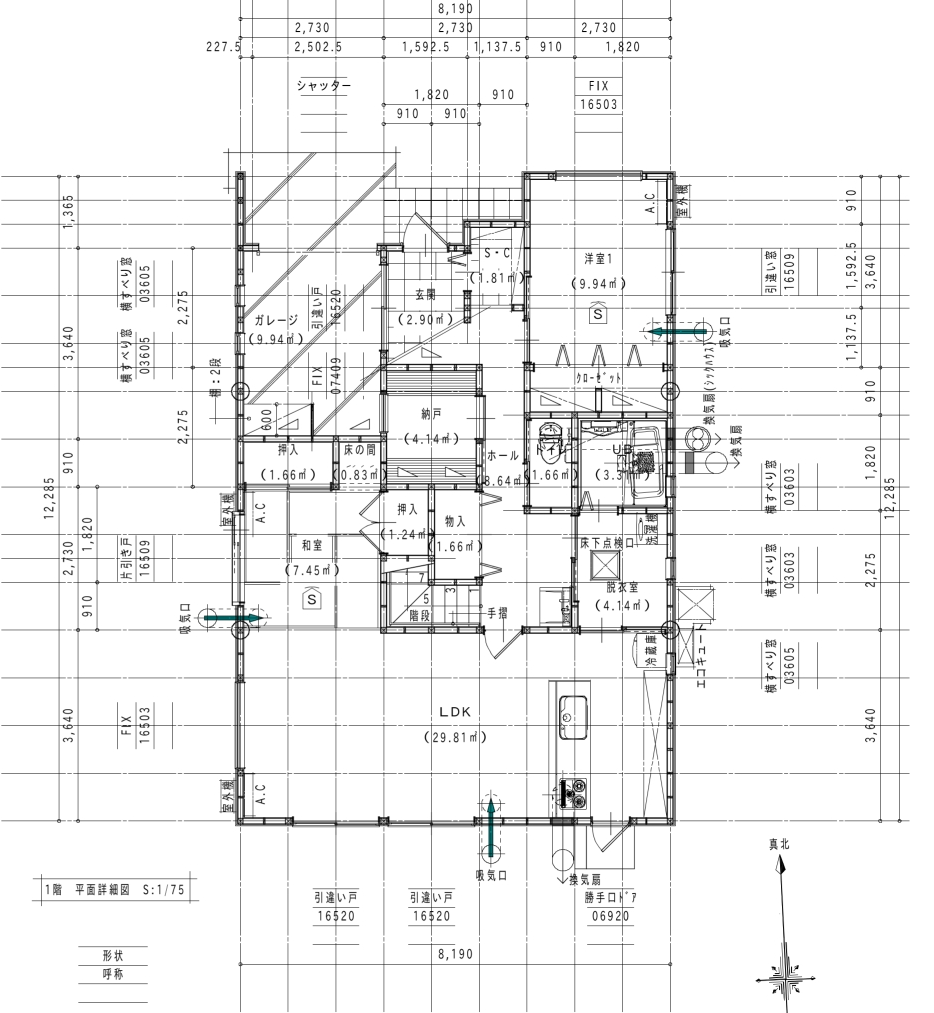 8,190
2,730 2,730 2,730
227.5 2,502.5 1,592.5 1,137.5 910 1,820
シャッター
FIX
16503
1,820 910
910 910
1,365
3,640
910
2,730
3,640
12,285
1,820
910
2,275
2,275
横すべり窓
03605
横すべり窓
03605
棚:2段
片引き戸
16509
FIX
16503
910
1,592.5
1,137.5
3,640
910
1,820
2,275
3,640
12,285
引違い窓
16509
横すべり窓
03603
横すべり窓
03603
横すべり窓
03605
A.C
室外機
S・C
(1.81㎡)
洋室1
(9.94㎡)
S
吸気口
玄関
(2.90㎡)
引違い戸
16520
ガレージ
(9.94㎡)
FIX
07409
クローゼット
換気扇(シックハウス)
換気扇
600
納戸
(4.14㎡)
押入
(1.66㎡)
床の間
(0.83㎡)
ホール
(8.64㎡)
トイレ
(1.66㎡)
UB
(3.31㎡)
室外機
A.C
押入
(1.24㎡)
物入
(1.66㎡)
洗濯機
床下点検口
和室
(7.45㎡)
S
脱衣室
(4.14㎡)
7
5
3
1
階段
手摺
吸気口
冷蔵庫
エコキュート
LDK
(29.81㎡)
室外機
A.C
吸気口
換気扇
真北
1階 平面詳細図 S:1/75
引違い戸
16520
引違い戸
16520
勝手口ドア
06920
形状
呼称
8,190